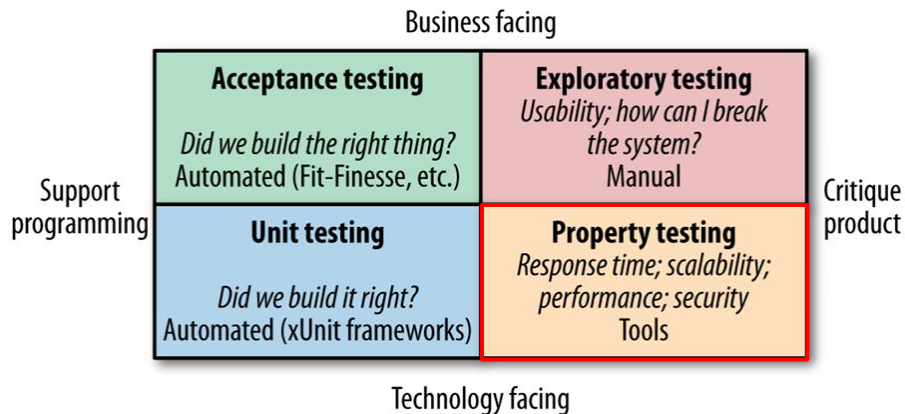 Business facing
Acceptance testing
Did we build the right thing?
Automated (Fit-Finesse, etc.)
Exploratory testing
Usability; how can I break
the system?
Manual
Support
programming
Critique
product
Unit testing
Did we build it right?
Automated (xUnit frameworks)
Property testing
Response time; scalability;
performance; security
Tools
Technology facing